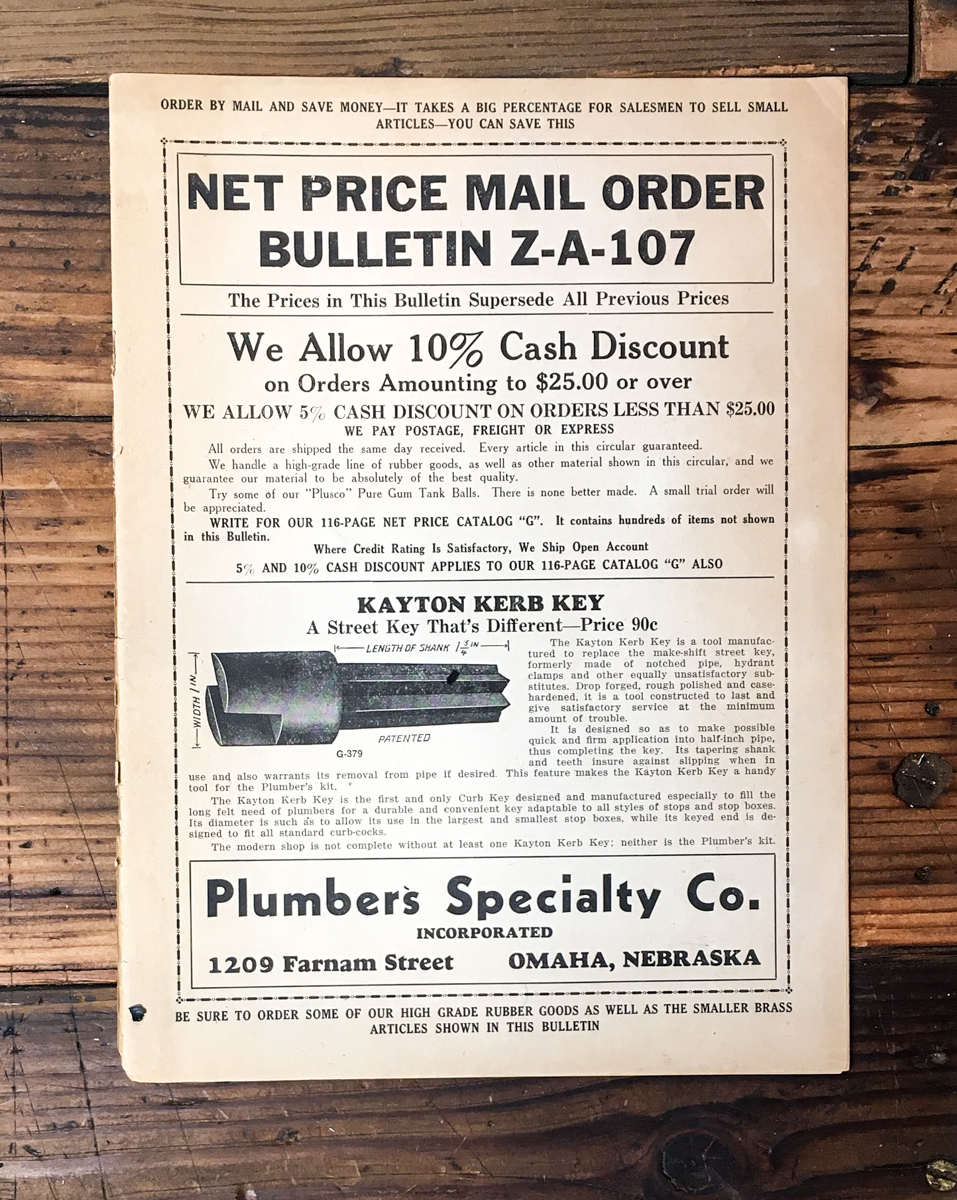 ORDER BY MAIL AND SAVE MONEY—IT TAKES A BIG PERCENTAGE FOR SALESMEN TO SELL SMALL
ARTICLES—YOU CAN SAVE THIS
NET PRICE MAIL ORDER
BULLETIN Z-A-107
The Prices in This Bulletin Supersede All Previous Prices
We Allow 10% Cash Discount
on Orders Amounting to $25.00 or over
WE ALLOW 5% CASH DISCOUNT ON ORDERS LESS THAN $25.00
WE PAY POSTAGE, FREIGHT OR EXPRESS
All orders are shipped the same day received. Every article in this circular guaranteed.
We handle a high-grade line of rubber goods, as well as other material shown in this circular, and we
guarantee our material to be absolutely of the best quality.
Try some of our "Plusco" Pure Gum Tank Balls. There is none better made. A small trial order will
be appreciated.
WRITE FOR OUR 116-PAGE NET PRICE CATALOG "G". It contains hundreds of items not shown
in this Bulletin.
Where Credit Rating Is Satisfactory, We Ship Open Account
5% AND 10% CASH DISCOUNT APPLIES TO OUR 116-PAGE CATALOG "G" ALSO
KAYTON KERB KEY
A Street Key That's Different—Price 90c
LENGTH OF SHANK 1 3/4 IN
WIDTH 1 IN
PATENTED
G-379
The Kayton Kerb Key is a tool manufac-
tured to replace the make-shift street key,
formerly made of notched pipe, hydrant
clamps and other equally unsatisfactory sub-
stitutes. Drop forged, rough polished and case-
hardened, it is a tool constructed to last and
give satisfactory service at the minimum
amount of trouble.
It is designed so as to make possible
quick and firm application into half-inch pipe,
thus completing the key. Its tapering shank
and teeth insure against slipping when in
use and also warrants its removal from pipe if desired. This feature makes the Kayton Kerb Key a handy
tool for the Plumber's kit.
The Kayton Kerb Key is the first and only Curb Key designed and manufactured especially to fill the
long felt need of plumbers for a durable and convenient key adaptable to all styles of stops and stop boxes.
Its diameter is such as to allow its use in the largest and smallest stop boxes, while its keyed end is de-
signed to fit all standard curb-cocks.
The modern shop is not complete without at least one Kayton Kerb Key; neither is the Plumber's kit.
Plumber's Specialty Co.
INCORPORATED
1209 Farnam Street OMAHA, NEBRASKA
BE SURE TO ORDER SOME OF OUR HIGH GRADE RUBBER GOODS AS WELL AS THE SMALLER BRASS
ARTICLES SHOWN IN THIS BULLETIN